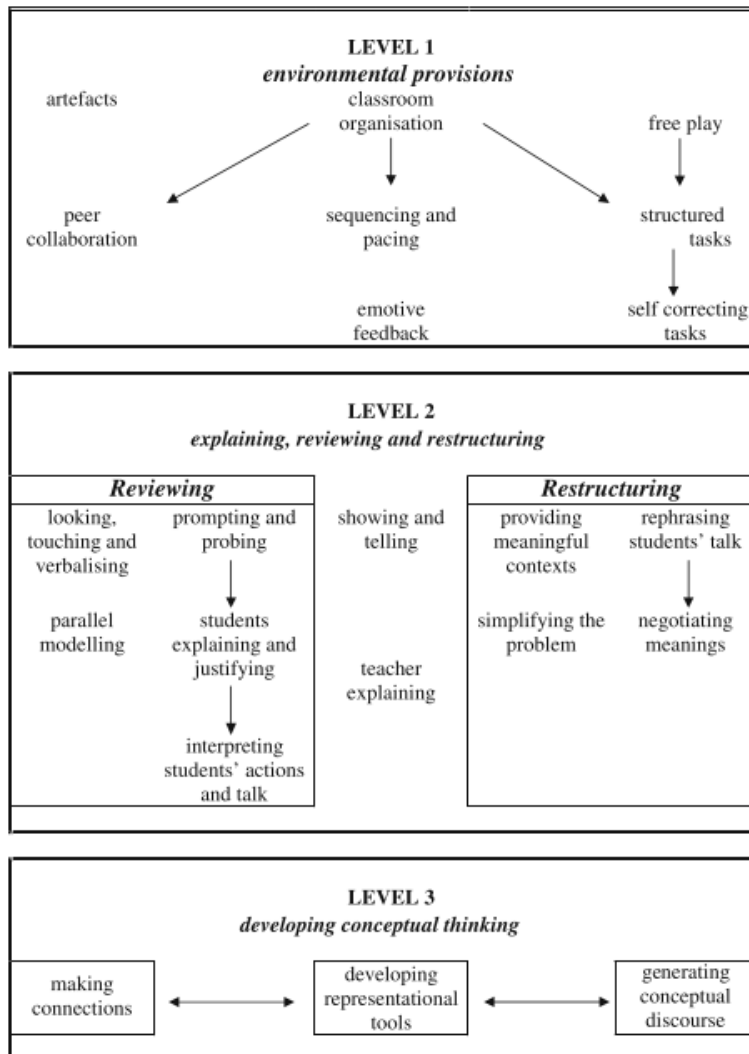 LEVEL 1
environmental provisions
artefacts
classroom
organisation
free play
peer
collaboration
sequencing and
pacing
structured
tasks
emotive
feedback
self correcting
tasks
LEVEL 2
explaining, reviewing and restructuring
Reviewing
looking,
touching and
verbalising
prompting and
probing
parallel
modelling
students
explaining and
justifying
interpreting
students' actions
and talk
showing and
telling
teacher
explaining
Restructuring
providing
meaningful
contexts
rephrasing
students' talk
simplifying the
problem
negotiating
meanings
LEVEL 3
developing conceptual thinking
making
connections
developing
representational
tools
generating
conceptual
discourse